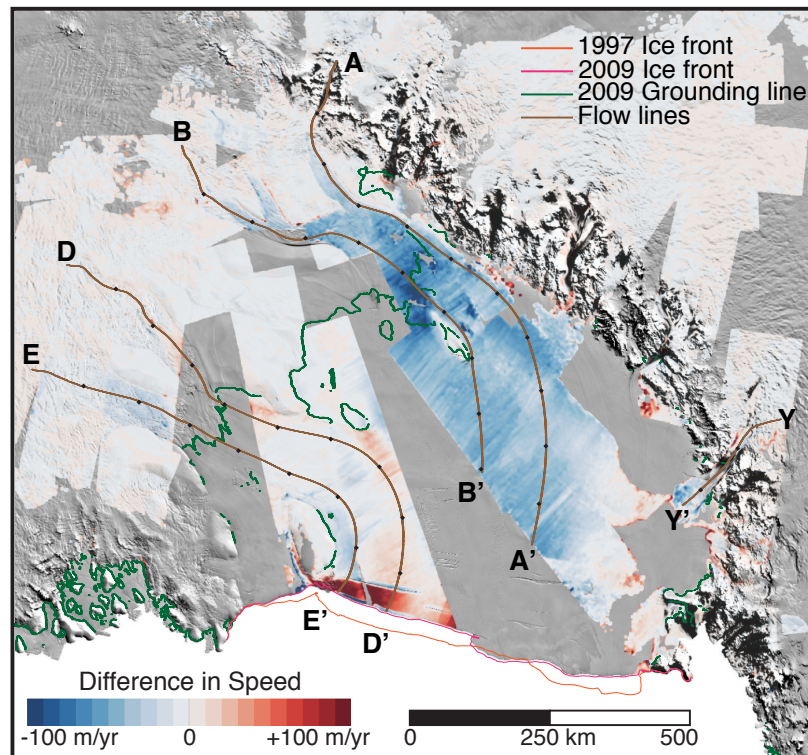 A
1997 Ice front
2009 Ice front
2009 Grounding line
Flow lines
B
D
E
Y
B'
Y'
A'
E'
D'
Difference in Speed
-100 m/yr 0 +100 m/yr
0 250 km 500